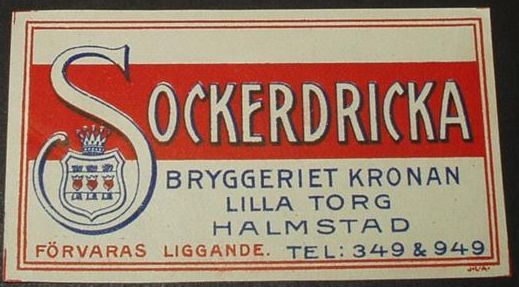 SOCKERDRICKA
BRYGGERIET KRONAN
LILLA TORG
HALMSTAD
FÖRVARAS LIGGANDE. TEL: 349 & 949
J.L.A.